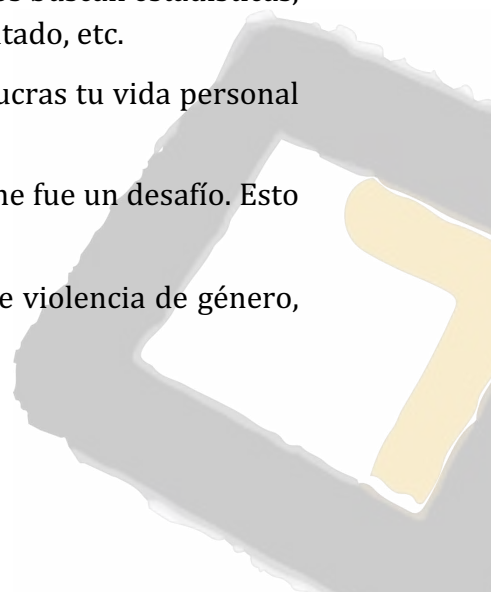 tado, etc.
ucras tu vida personal
ne fue un desafío. Esto
e violencia de género,